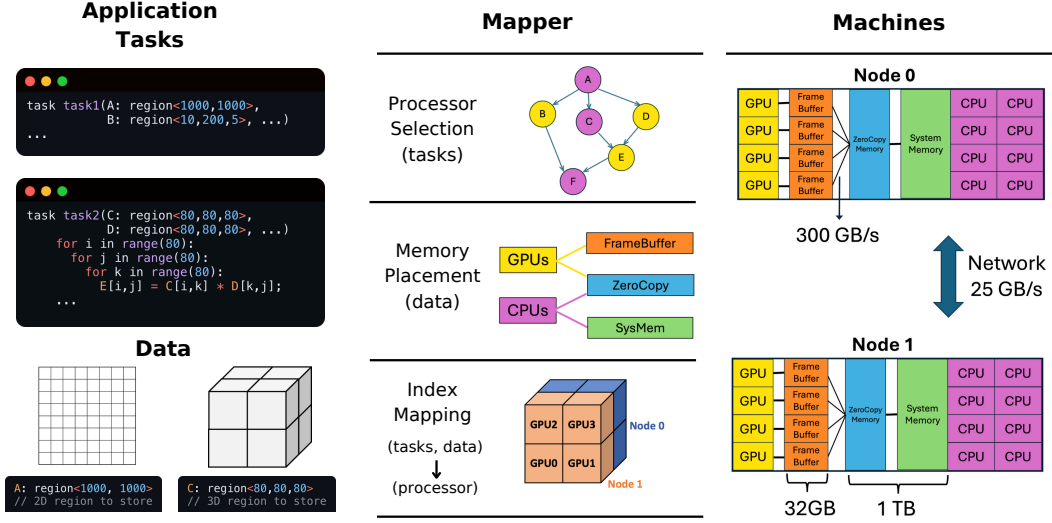 Application
Tasks
task task1(A: region<1000,1000>,
B: region<10,200,5>, ...)
...
task task2(C: region<80,80,80>,
D: region<80,80,80>, ...)
for i in range(80):
for j in range(80):
for k in range(80):
E[i,j] = C[i,k] * D[k,j];
...
Data
A: region<1000, 1000>
// 2D region to store
C: region<80,80,80>
// 3D region to store
Mapper
Processor
Selection
(tasks)
A
B
C
D
E
F
Memory
Placement
(data)
GPUs
CPUs
FrameBuffer
ZeroCopy
SysMem
Index
Mapping
(tasks, data)
(processor)
GPU2
GPU3
GPU0
GPU1
Node 0
Node 1
Machines
Node 0
GPU
GPU
GPU
GPU
Frame
Buffer
Frame
Buffer
Frame
Buffer
Frame
Buffer
ZeroCopy
Memory
System
Memory
CPU CPU
CPU CPU
CPU CPU
CPU CPU
300 GB/s
Network
25 GB/s
Node 1
GPU
GPU
GPU
GPU
Frame
Buffer
Frame
Buffer
Frame
Buffer
Frame
Buffer
ZeroCopy
Memory
System
Memory
CPU CPU
CPU CPU
CPU CPU
CPU CPU
32GB
1 TB